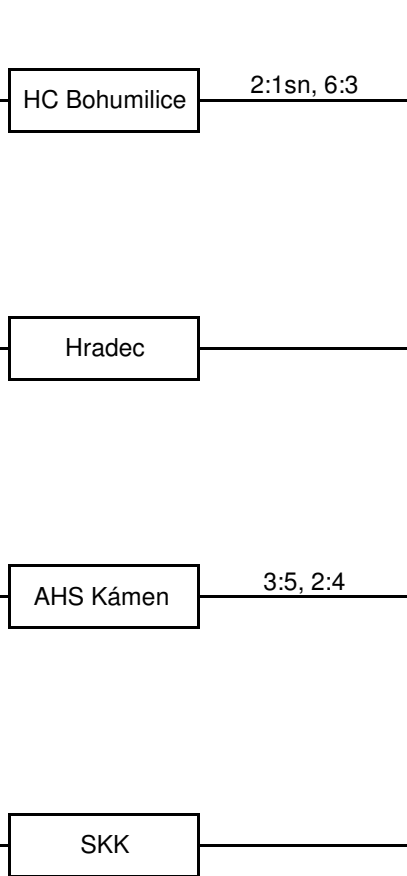 HC Bohumilice
2:1sn, 6:3
Hradec
AHS Kámen
3:5, 2:4
SKK